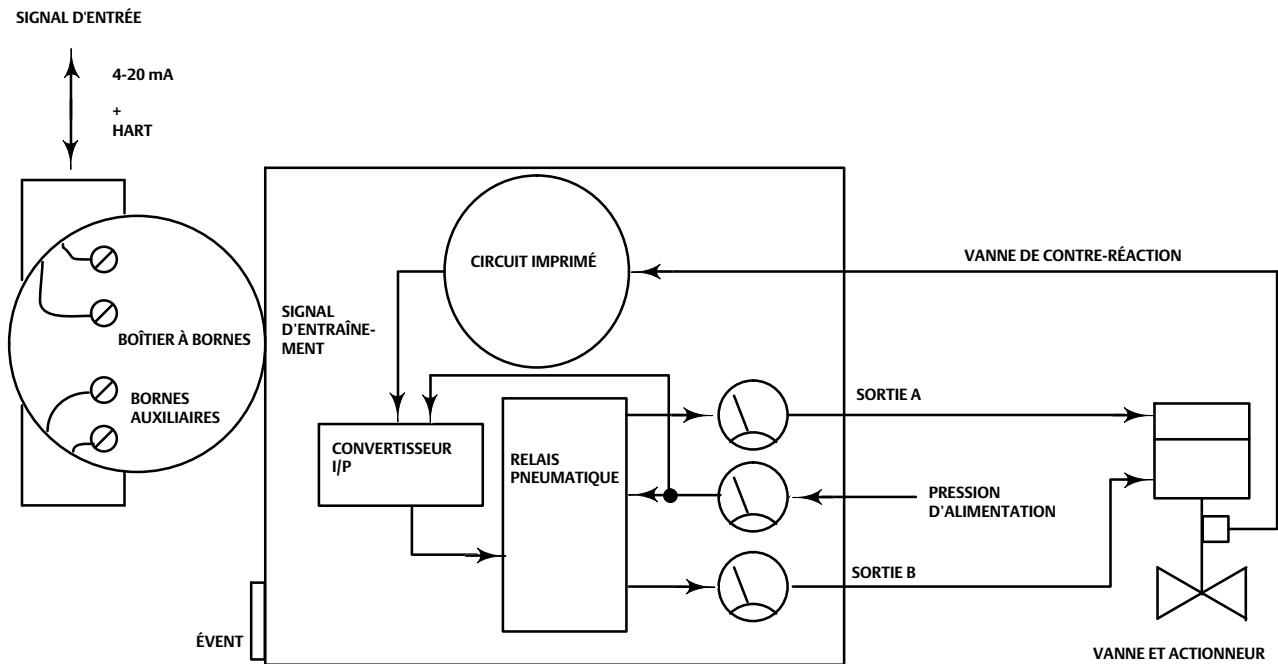 SIGNAL D'ENTRÉE
4-20 mA
+
HART
CIRCUIT IMPRIMÉ
VANNE DE CONTRE-RÉACTION
SIGNAL
D'ENTRAÎNE-
MENT
BOÎTIER À BORNES
BORNES
AUXILIAIRES
SORTIE A
CONVERTISSEUR
I/P
RELAIS
PNEUMATIQUE
PRESSION
D'ALIMENTATION
SORTIE B
ÉVENT
VANNE ET ACTIONNEUR